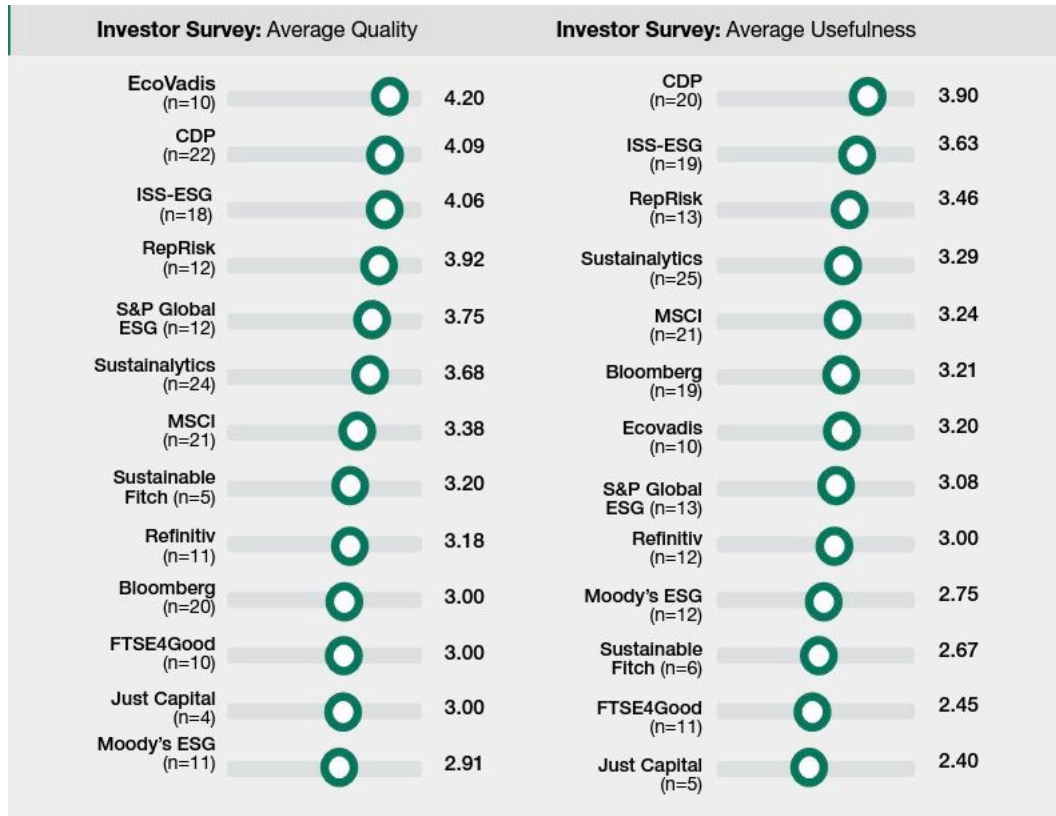 Investor Survey: Average Quality
EcoVadis
(n=10)
4.20
CDP
(n=22)
4.09
ISS-ESG
(n=18)
4.06
RepRisk
(n=12)
3.92
S&P Global
ESG (n=12)
3.75
Sustainalytics
(n=24)
3.68
MSCI
(n=21)
3.38
Sustainable
Fitch (n=5)
3.20
Refinitiv
(n=11)
3.18
Bloomberg
(n=20)
3.00
FTSE4Good
(n=10)
3.00
Just Capital
(n=4)
3.00
Moody's ESG
(n=11)
2.91
Investor Survey: Average Usefulness
CDP
(n=20)
3.90
ISS-ESG
(n=19)
3.63
RepRisk
(n=13)
3.46
Sustainalytics
(n=25)
3.29
MSCI
(n=21)
3.24
Bloomberg
(n=19)
3.21
Ecovadis
(n=10)
3.20
S&P Global
ESG (n=13)
3.08
Refinitiv
(n=12)
3.00
Moody's ESG
(n=12)
2.75
Sustainable
Fitch (n=6)
2.67
FTSE4Good
(n=11)
2.45
Just Capital
(n=5)
2.40